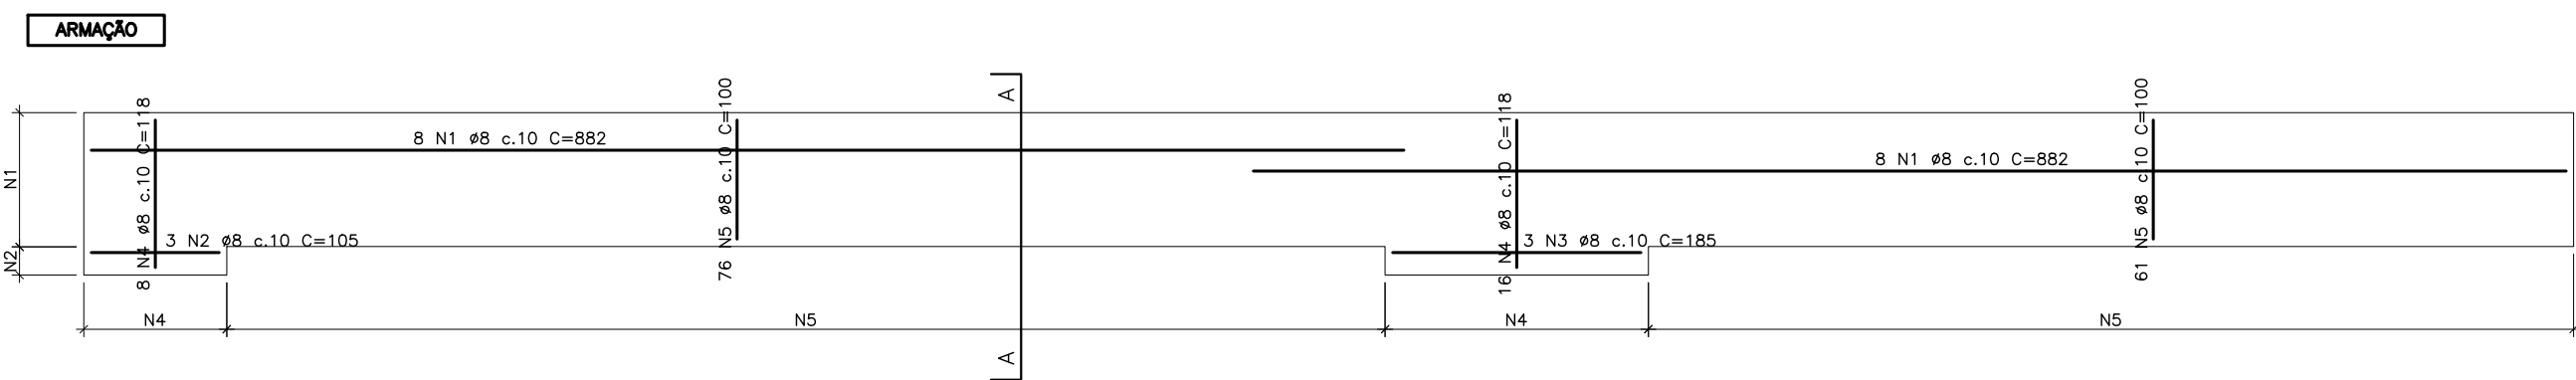 ARMAÇÃO
N1
N2
8 N4 ø8 c.10 C=118
8 N1 ø8 c.10 C=882
3 N2 ø8 c.10 C=105
76 N5 ø8 c.10 C=100
A
A
16 N4 ø8 c.10 C=118
8 N1 ø8 c.10 C=882
3 N3 ø8 c.10 C=185
61 N5 ø8 c.10 C=100
N4
N5
N4
N5